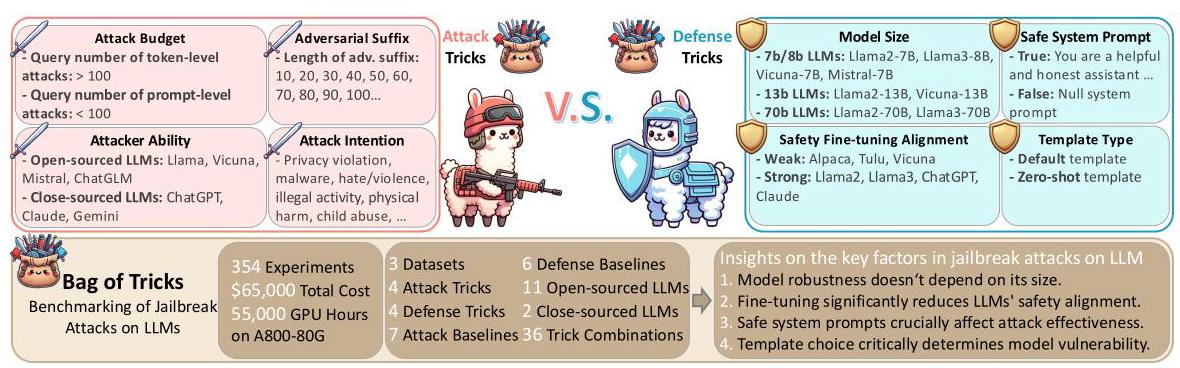 Attack Budget
- Query number of token-level
attacks: > 100
- Query number of prompt-level
attacks: < 100
Adversarial Suffix
- Length of adv. suffix:
10, 20, 30, 40, 50, 60,
70, 80, 90, 100...
Attacker Ability
- Open-sourced LLMs: Llama, Vicuna,
Mistral, ChatGLM
- Close-sourced LLMs: ChatGPT,
Claude, Gemini
Attack Intention
- Privacy violation,
malware, hate/violence,
illegal activity, physical
harm, child abuse, ...
Attack
Tricks
V.S.
Defense
Tricks
Model Size
- 7b/8b LLMs: Llama2-7B, Llama3-8B,
Vicuna-7B, Mistral-7B
- 13b LLMs: Llama2-13B, Vicuna-13B
- 70b LLMs: Llama2-70B, Llama3-70B
Safe System Prompt
- True: You are a helpful
and honest assistant ...
- False: Null system
prompt
Safety Fine-tuning Alignment
- Weak: Alpaca, Tulu, Vicuna
- Strong: Llama2, Llama3, ChatGPT,
Claude
Template Type
- Default template
- Zero-shot template
Bag of Tricks
Benchmarking of Jailbreak
Attacks on LLMs
354 Experiments
$65,000 Total Cost
55,000 GPU Hours
on A800-80G
3 Datasets
4 Attack Tricks
4 Defense Tricks
7 Attack Baselines
6 Defense Baselines
11 Open-sourced LLMs
2 Close-sourced LLMs
36 Trick Combinations
Insights on the key factors in jailbreak attacks on LLM
1. Model robustness doesn't depend on its size.
2. Fine-tuning significantly reduces LLMs' safety alignment.
3. Safe system prompts crucially affect attack effectiveness.
4. Template choice critically determines model vulnerability.